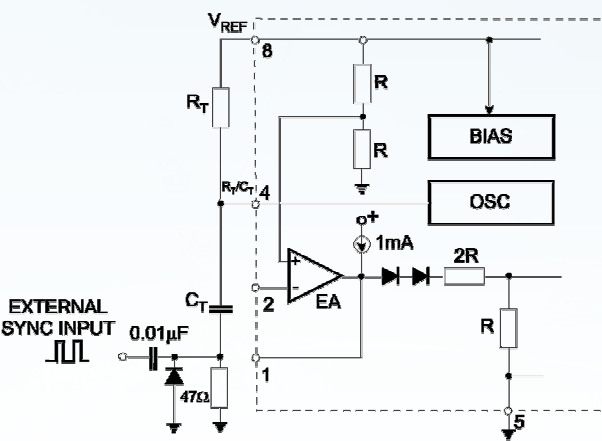 VREF
8
R
RT
BIAS
R
RT/CT
4
OSC
+
1mA
2R
+
-
EA
2
CT
R
EXTERNAL
SYNC INPUT
0.01µF
1
47Ω
5